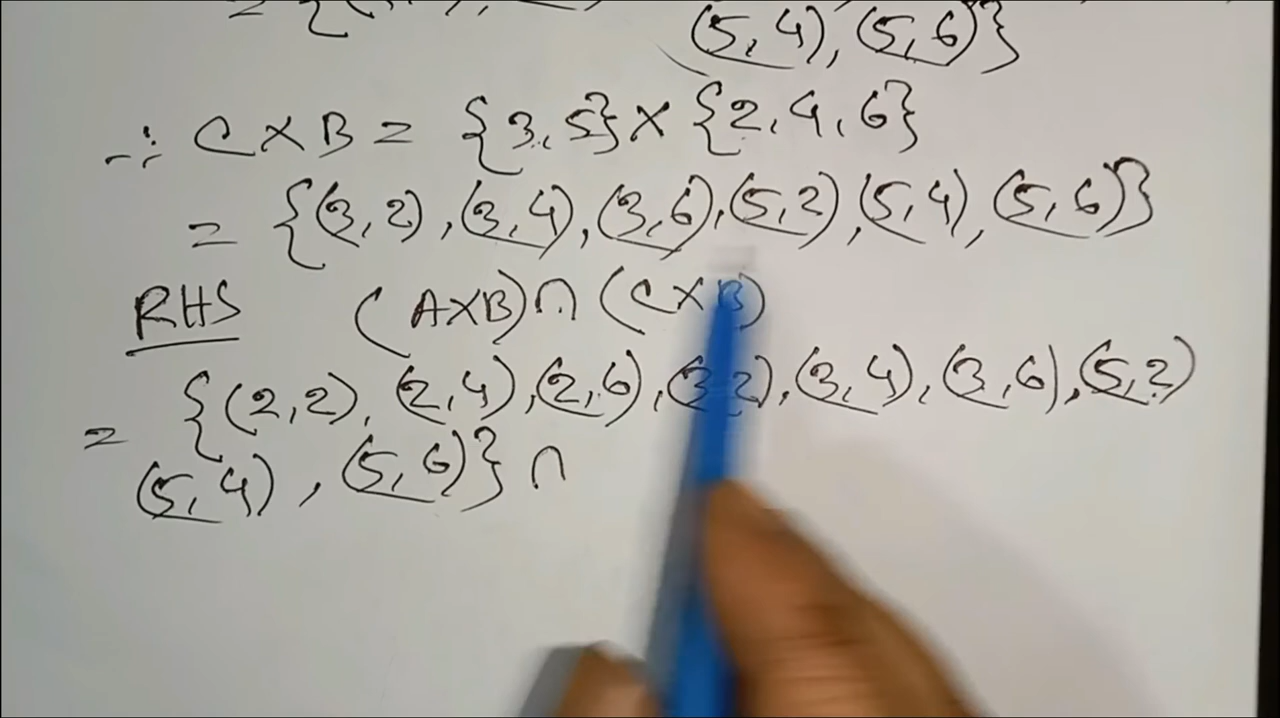 (5,4), (5,6)}
∴ C×B = {3,5} × {2,4,6}
= {(3,2), (3,4), (3,6), (5,2), (5,4), (5,6)}
RHS (A×B)∩(C×B)
= {(2,2), (2,4), (2,6), (3,2), (3,4), (3,6), (5,2)
(5,4), (5,6)} ∩